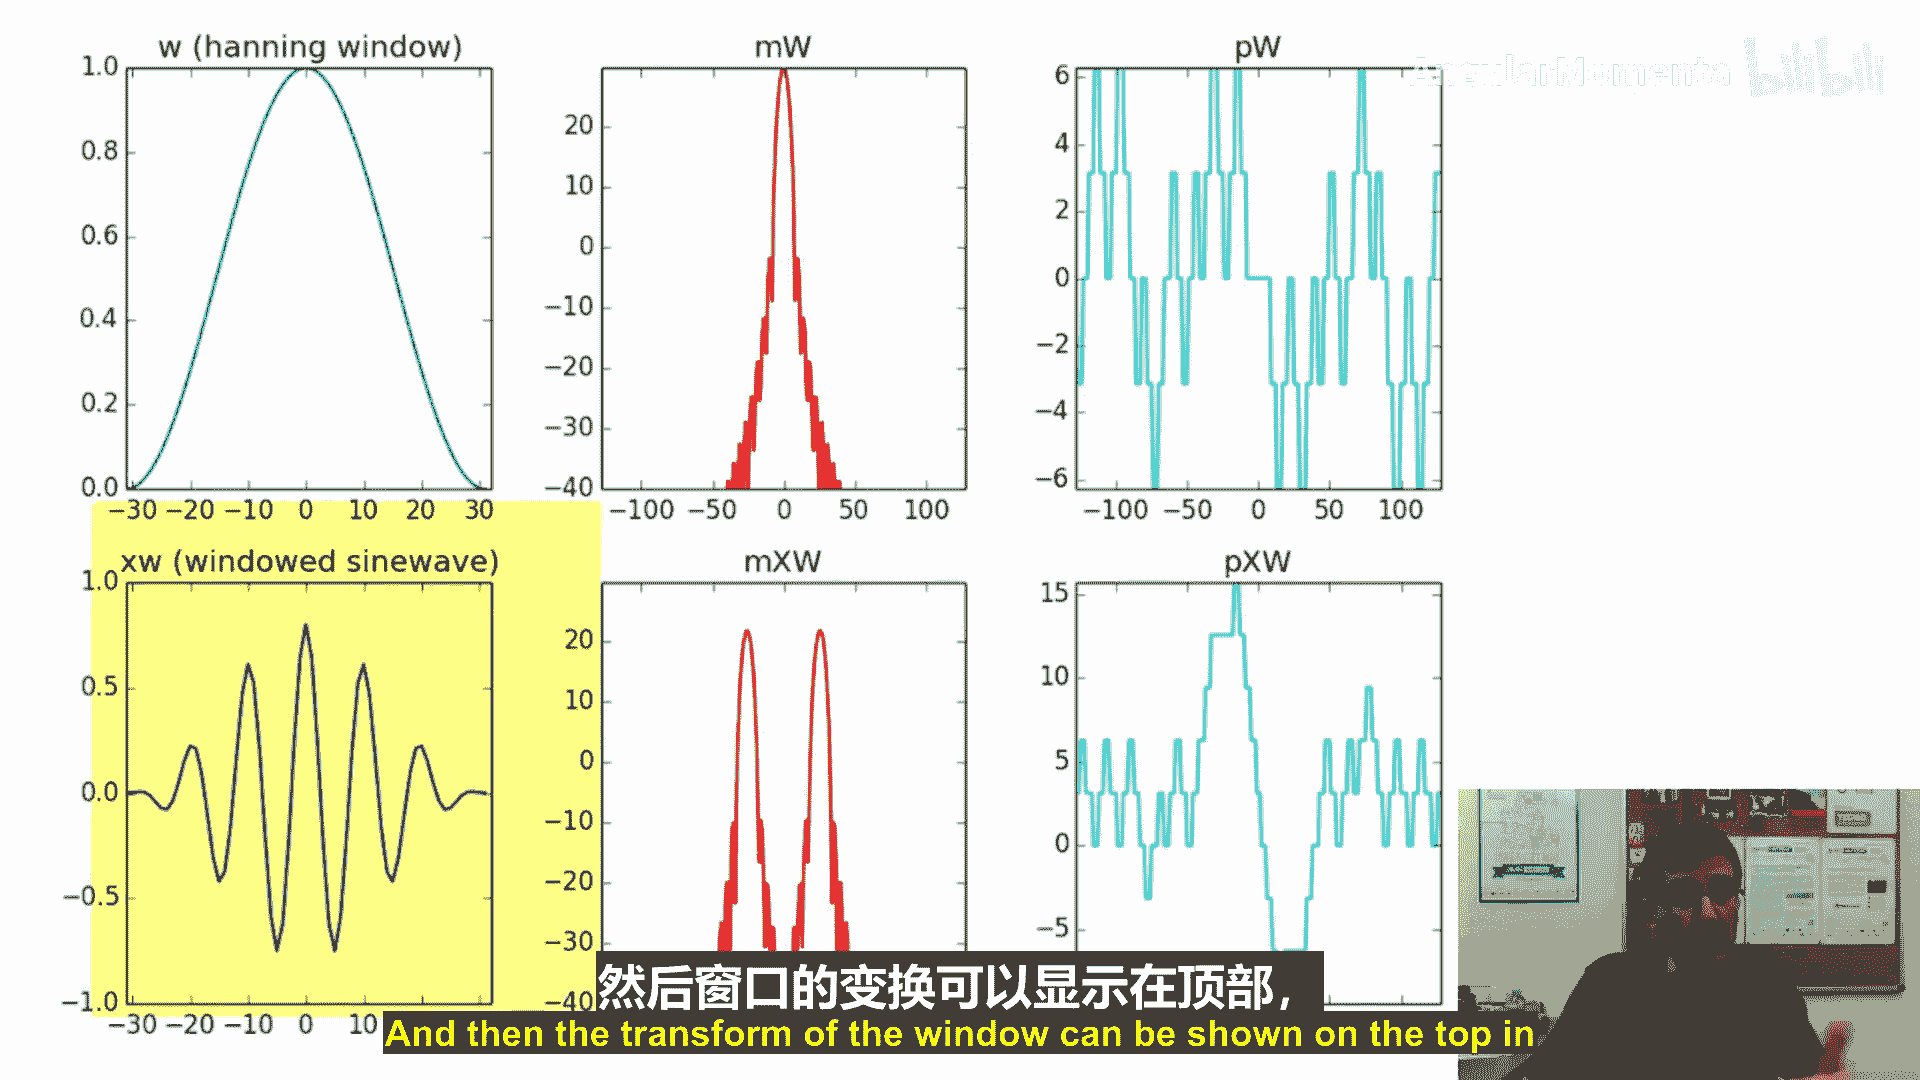 w (hanning window)
mW
pW
AngularMomenta bilibili
1.0
0.8
0.6
0.4
0.2
0.0
−30 −20 −10 0 10 20 30
20
10
0
−10
−20
−30
−40
−100 −50 0 50 100
6
4
2
0
−2
−4
−6
−100 −50 0 50 100
xw (windowed sinewave)
mXW
pXW
1.0
0.5
0.0
−0.5
−1.0
−30 −20 −10 0 10
20
10
0
−10
−20
−30
−40
15
10
5
0
−5
然后窗口的变换可以显示在顶部，
And then the transform of the window can be shown on the top in